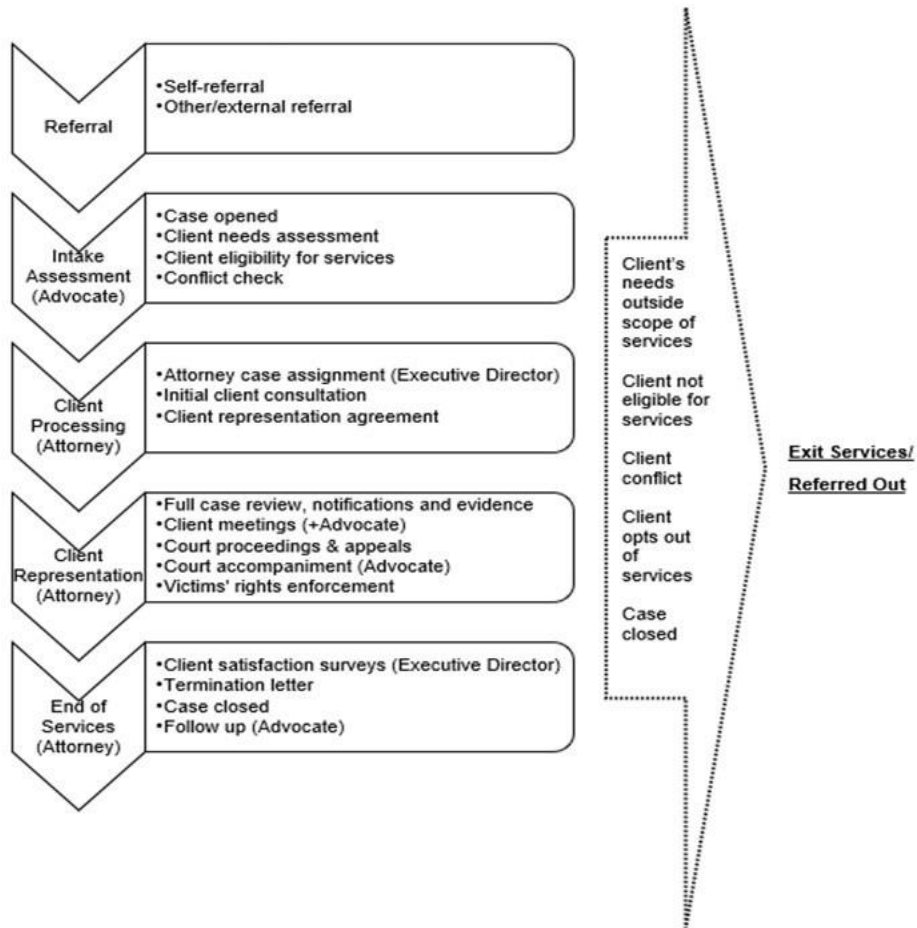 Referral
•Self-referral
•Other/external referral
Intake
Assessment
(Advocate)
•Case opened
•Client needs assessment
•Client eligibility for services
•Conflict check
Client
Processing
(Attorney)
•Attorney case assignment (Executive Director)
•Initial client consultation
•Client representation agreement
Client
Representation
(Attorney)
•Full case review, notifications and evidence
•Client meetings (+Advocate)
•Court proceedings & appeals
•Court accompaniment (Advocate)
•Victims' rights enforcement
End of
Services
(Attorney)
•Client satisfaction surveys (Executive Director)
•Termination letter
•Case closed
•Follow up (Advocate)
Client's
needs
outside
scope of
services
Client not
eligible for
services
Client
conflict
Client
opts out
of
services
Case
closed
Exit Services/
Referred Out